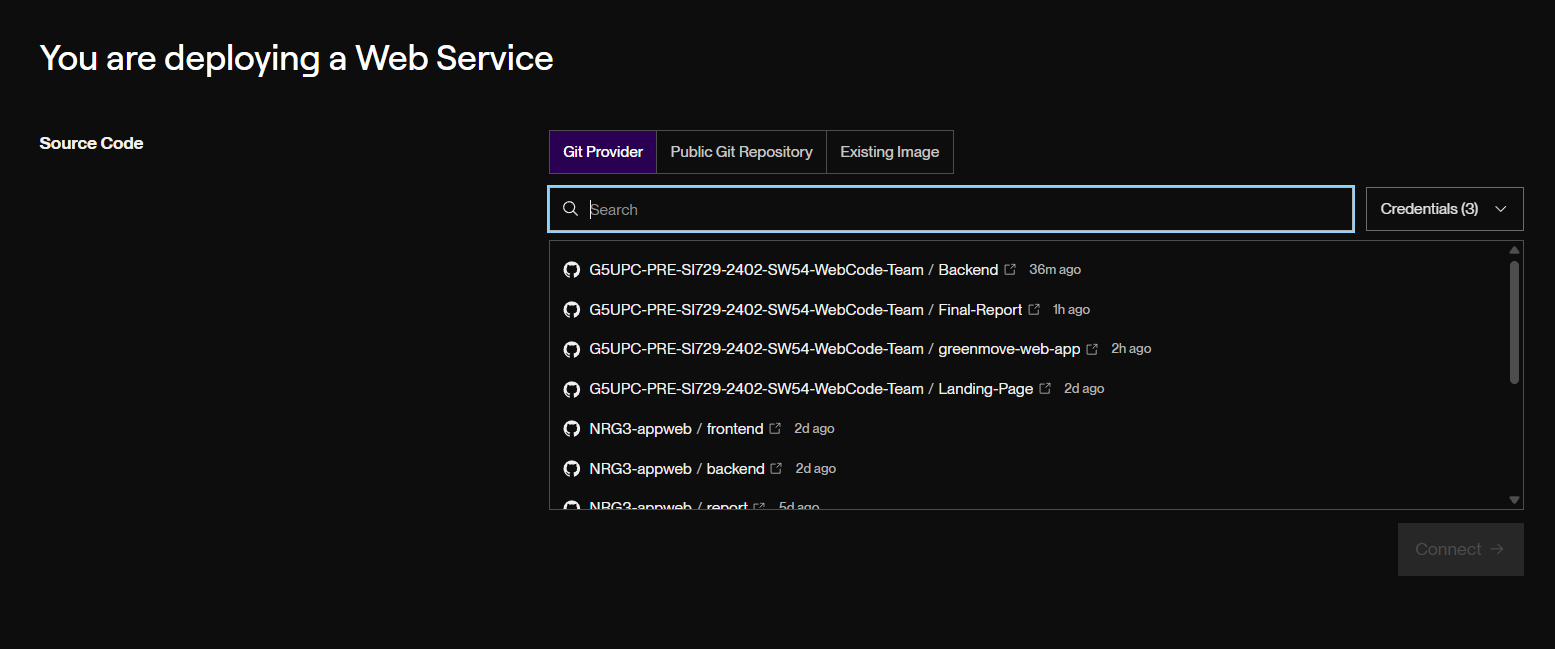 You are deploying a Web Service
Source Code
Git Provider Public Git Repository Existing Image
Search Credentials (3)
G5UPC-PRE-SI729-2402-SW54-WebCode-Team / Backend 36m ago
G5UPC-PRE-SI729-2402-SW54-WebCode-Team / Final-Report 1h ago
G5UPC-PRE-SI729-2402-SW54-WebCode-Team / greenmove-web-app 2h ago
G5UPC-PRE-SI729-2402-SW54-WebCode-Team / Landing-Page 2d ago
NRG3-appweb / frontend 2d ago
NRG3-appweb / backend 2d ago
NRG3-appweb / report 5d ago
Connect →